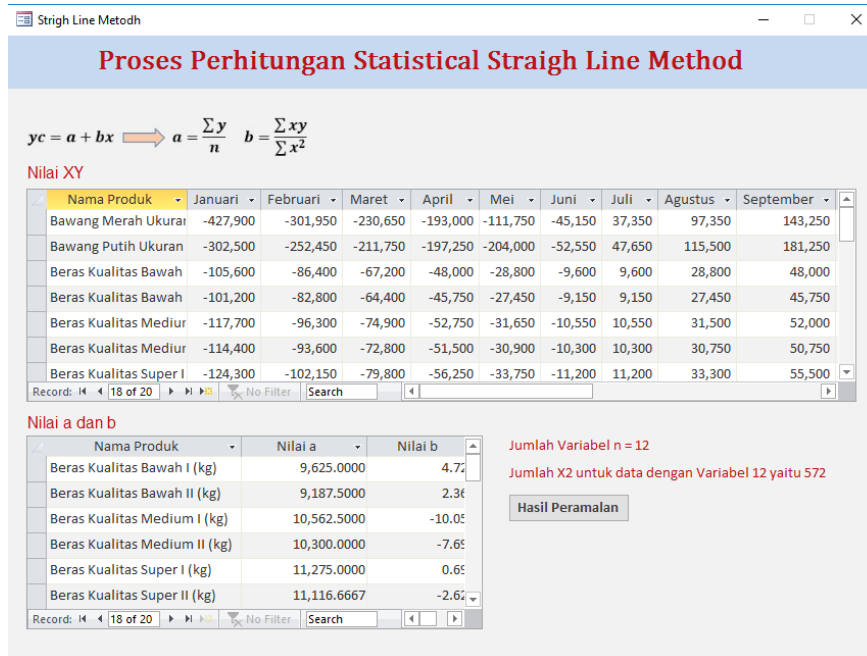 Strigh Line Metodh
Proses Perhitungan Statistical Straigh Line Method
yc = a + bx a = ∑ y / n b = ∑ xy / ∑ x²
Nilai XY
Nama Produk Januari Februari Maret April Mei Juni Juli Agustus September
Bawang Merah Ukuran -427,900 -301,950 -230,650 -193,000 -111,750 -45,150 37,350 97,350 143,250
Bawang Putih Ukuran -302,500 -252,450 -211,750 -197,250 -204,000 -52,550 47,650 115,500 181,250
Beras Kualitas Bawah -105,600 -86,400 -67,200 -48,000 -28,800 -9,600 9,600 28,800 48,000
Beras Kualitas Bawah -101,200 -82,800 -64,400 -45,750 -27,450 -9,150 9,150 27,450 45,750
Beras Kualitas Mediur -117,700 -96,300 -74,900 -52,750 -31,650 -10,550 10,550 31,500 52,000
Beras Kualitas Mediur -114,400 -93,600 -72,800 -51,500 -30,900 -10,300 10,300 30,750 50,750
Beras Kualitas Super I -124,300 -102,150 -79,800 -56,250 -33,750 -11,200 11,200 33,300 55,500
Record: 18 of 20 No Filter Search
Nilai a dan b
Nama Produk Nilai a Nilai b
Beras Kualitas Bawah I (kg) 9,625.0000 4.72
Beras Kualitas Bawah II (kg) 9,187.5000 2.36
Beras Kualitas Medium I (kg) 10,562.5000 -10.05
Beras Kualitas Medium II (kg) 10,300.0000 -7.69
Beras Kualitas Super I (kg) 11,275.0000 0.69
Beras Kualitas Super II (kg) 11,116.6667 -2.62
Record: 18 of 20 No Filter Search
Jumlah Variabel n = 12
Jumlah X2 untuk data dengan Variabel 12 yaitu 572
Hasil Peramalan